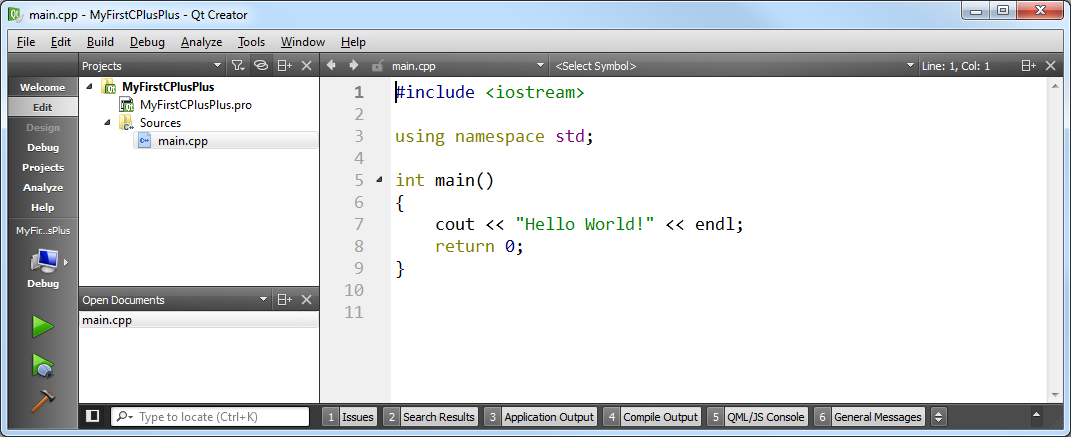 main.cpp - MyFirstCPlusPlus - Qt Creator
File Edit Build Debug Analyze Tools Window Help
Projects
main.cpp
<Select Symbol>
Line: 1, Col: 1
Welcome
Edit
Design
Debug
Projects
Analyze
Help
MyFir...sPlus
Debug
MyFirstCPlusPlus
MyFirstCPlusPlus.pro
Sources
main.cpp
Open Documents
main.cpp
1 #include <iostream>
2
3 using namespace std;
4
5 int main()
6 {
7 cout << "Hello World!" << endl;
8 return 0;
9 }
10
11
Type to locate (Ctrl+K)
1 Issues 2 Search Results 3 Application Output 4 Compile Output 5 QML/JS Console 6 General Messages